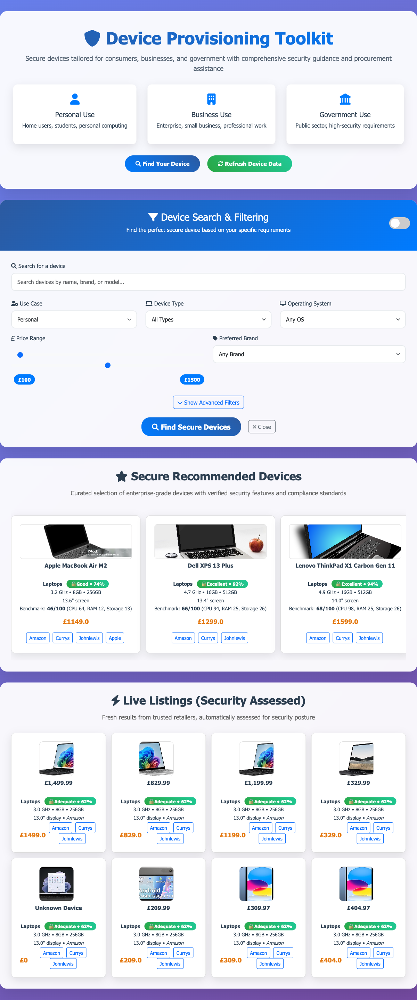 Device Provisioning Toolkit
Secure devices tailored for consumers, businesses, and government with comprehensive security guidance and procurement
assistance
Personal Use
Home users, students, personal computing
Business Use
Enterprise, small business, professional work
Government Use
Public sector, high-security requirements
Find Your Device
Refresh Device Data
Device Search & Filtering
Find the perfect secure device based on your specific requirements
Search for a device
Search devices by name, brand, or model...
Use Case
Device Type
Operating System
Personal
All Types
Any OS
£ Price Range
Preferred Brand
Any Brand
£100
£1500
Show Advanced Filters
Find Secure Devices
Close
Secure Recommended Devices
Curated selection of enterprise-grade devices with verified security features and compliance standards
iStock
Credit: Alexander Bashkirov
Apple MacBook Air M2
Laptops Good • 74%
3.2 GHz • 8GB • 256GB
13.6" screen
Benchmark: 46/100 (CPU 64, RAM 12, Storage 13)
£1149.0
Amazon Currys Johnlewis Apple
Dell XPS 13 Plus
Laptops Excellent • 92%
4.7 GHz • 16GB • 512GB
13.4" screen
Benchmark: 66/100 (CPU 94, RAM 25, Storage 26)
£1299.0
Amazon Currys Johnlewis
Lenovo ThinkPad X1 Carbon Gen 11
Laptops Excellent • 94%
4.9 GHz • 16GB • 512GB
14.0" screen
Benchmark: 68/100 (CPU 98, RAM 25, Storage 26)
£1599.0
Amazon Currys Johnlewis
Live Listings (Security Assessed)
Fresh results from trusted retailers, automatically assessed for security posture
£1,499.99
Laptops Adequate • 62%
3.0 GHz • 8GB • 256GB
13.0" display • Amazon
£1499.0
Amazon Currys
Johnlewis
£829.99
Laptops Adequate • 62%
3.0 GHz • 8GB • 256GB
13.0" display • Amazon
£829.0
Amazon Currys
Johnlewis
£1,199.99
Laptops Adequate • 62%
3.0 GHz • 8GB • 256GB
13.0" display • Amazon
£1199.0
Amazon Currys
Johnlewis
£329.99
Laptops Adequate • 62%
3.0 GHz • 8GB • 256GB
13.0" display • Amazon
£329.0
Amazon Currys
Johnlewis
Unknown Device
Laptops Adequate • 62%
3.0 GHz • 8GB • 256GB
13.0" display • Amazon
£0
Amazon Currys
Johnlewis
Android 16
24GB+128GB+2TB
£209.99
Laptops Adequate • 62%
3.0 GHz • 8GB • 256GB
13.0" display • Amazon
£209.0
Amazon Currys
Johnlewis
£309.97
Laptops Adequate • 62%
3.0 GHz • 8GB • 256GB
13.0" display • Amazon
£309.0
Amazon Currys
Johnlewis
£404.97
Laptops Adequate • 62%
3.0 GHz • 8GB • 256GB
13.0" display • Amazon
£404.0
Amazon Currys
Johnlewis